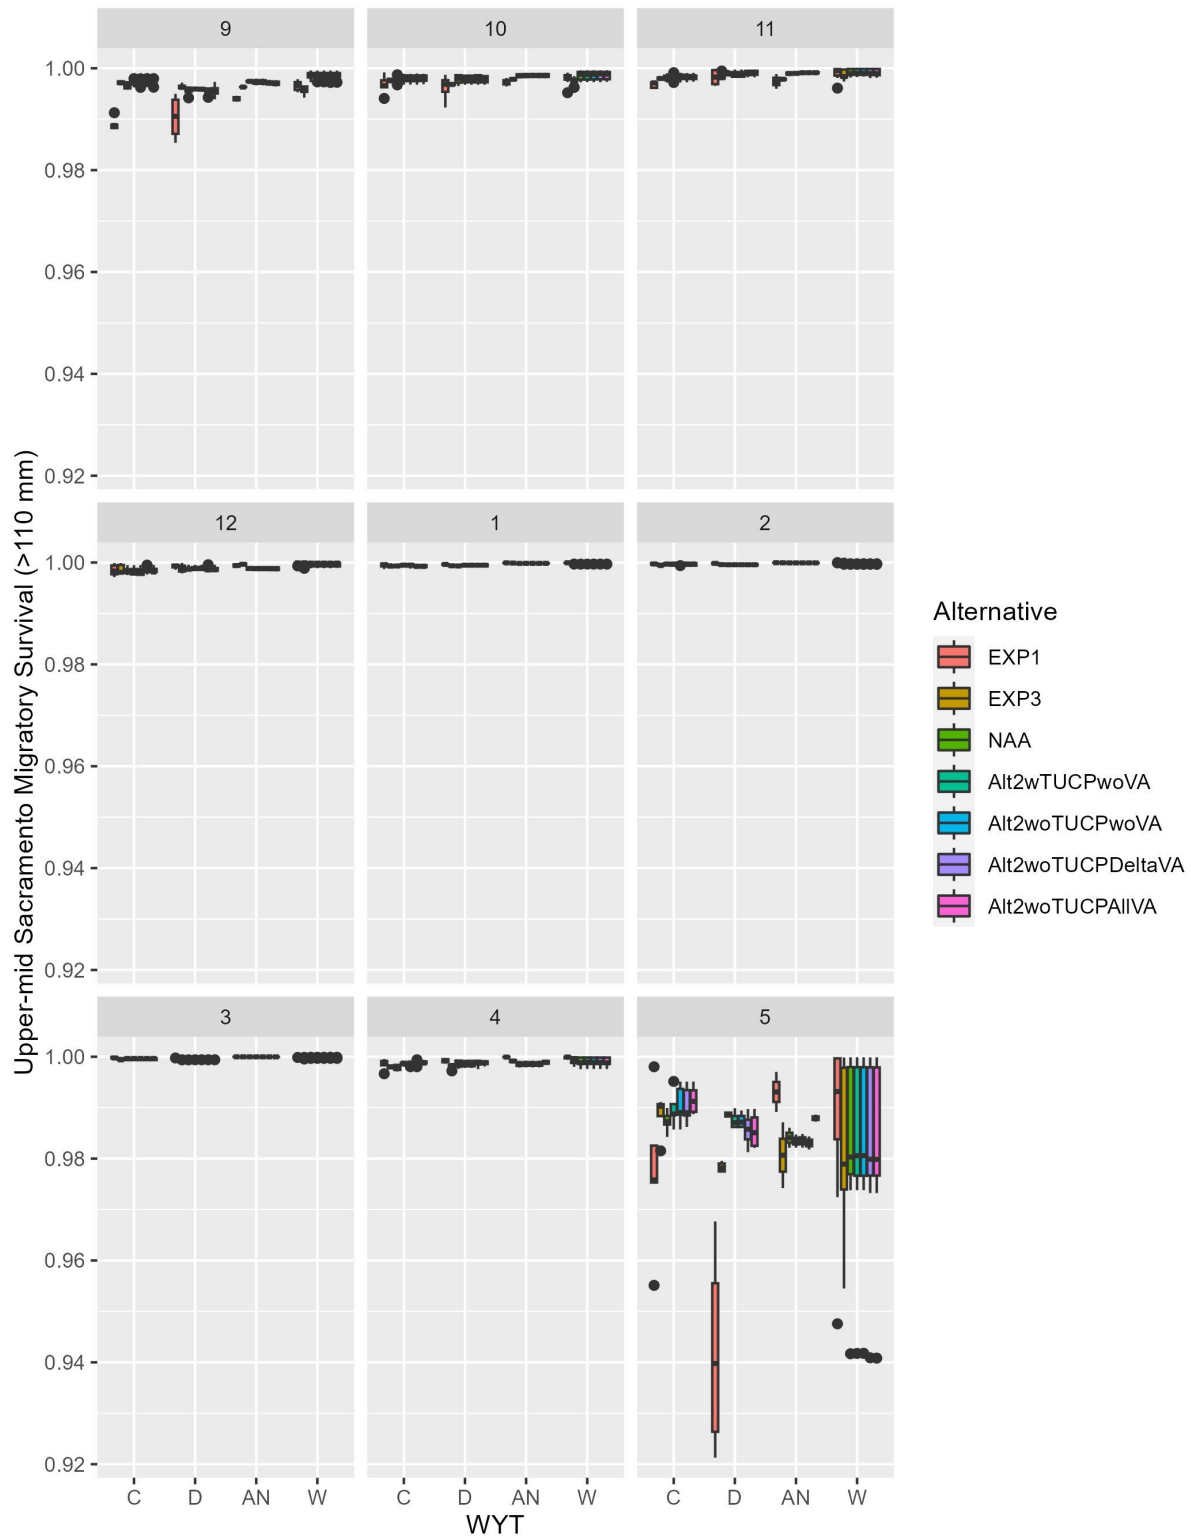 9 10 11
1.00
0.98
0.96
0.94
0.92
12 1 2
1.00
0.98
0.96
0.94
0.92
3 4 5
1.00
0.98
0.96
0.94
0.92
C D AN W C D AN W C D AN W
WYT
Upper-mid Sacramento Migratory Survival (>110 mm)
Alternative
EXP1
EXP3
NAA
Alt2wTUCPwoVA
Alt2woTUCPwoVA
Alt2woTUCPDeltaVA
Alt2woTUCPAllVA